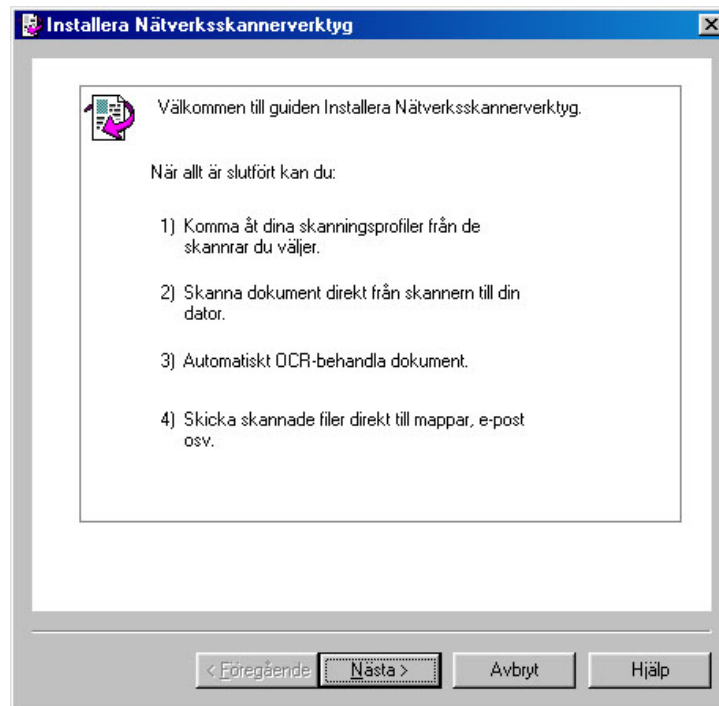 Installera Nätverksskannerverktyg
Välkommen till guiden Installera Nätverksskannerverktyg.
När allt är slutfört kan du:
1) Komma åt dina skanningsprofiler från de
skannrar du väljer.
2) Skanna dokument direkt från skannern till din
dator.
3) Automatiskt OCR-behandla dokument.
4) Skicka skannade filer direkt till mappar, e-post
osv.
< Föregående Nästa > Avbryt Hjälp